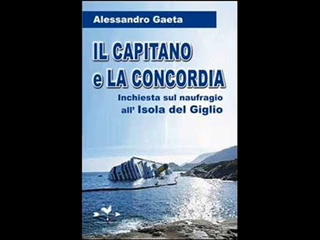 Alessandro Gaeta
IL CAPITANO
e LA CONCORDIA
Inchiesta sul naufragio
all' Isola del Giglio